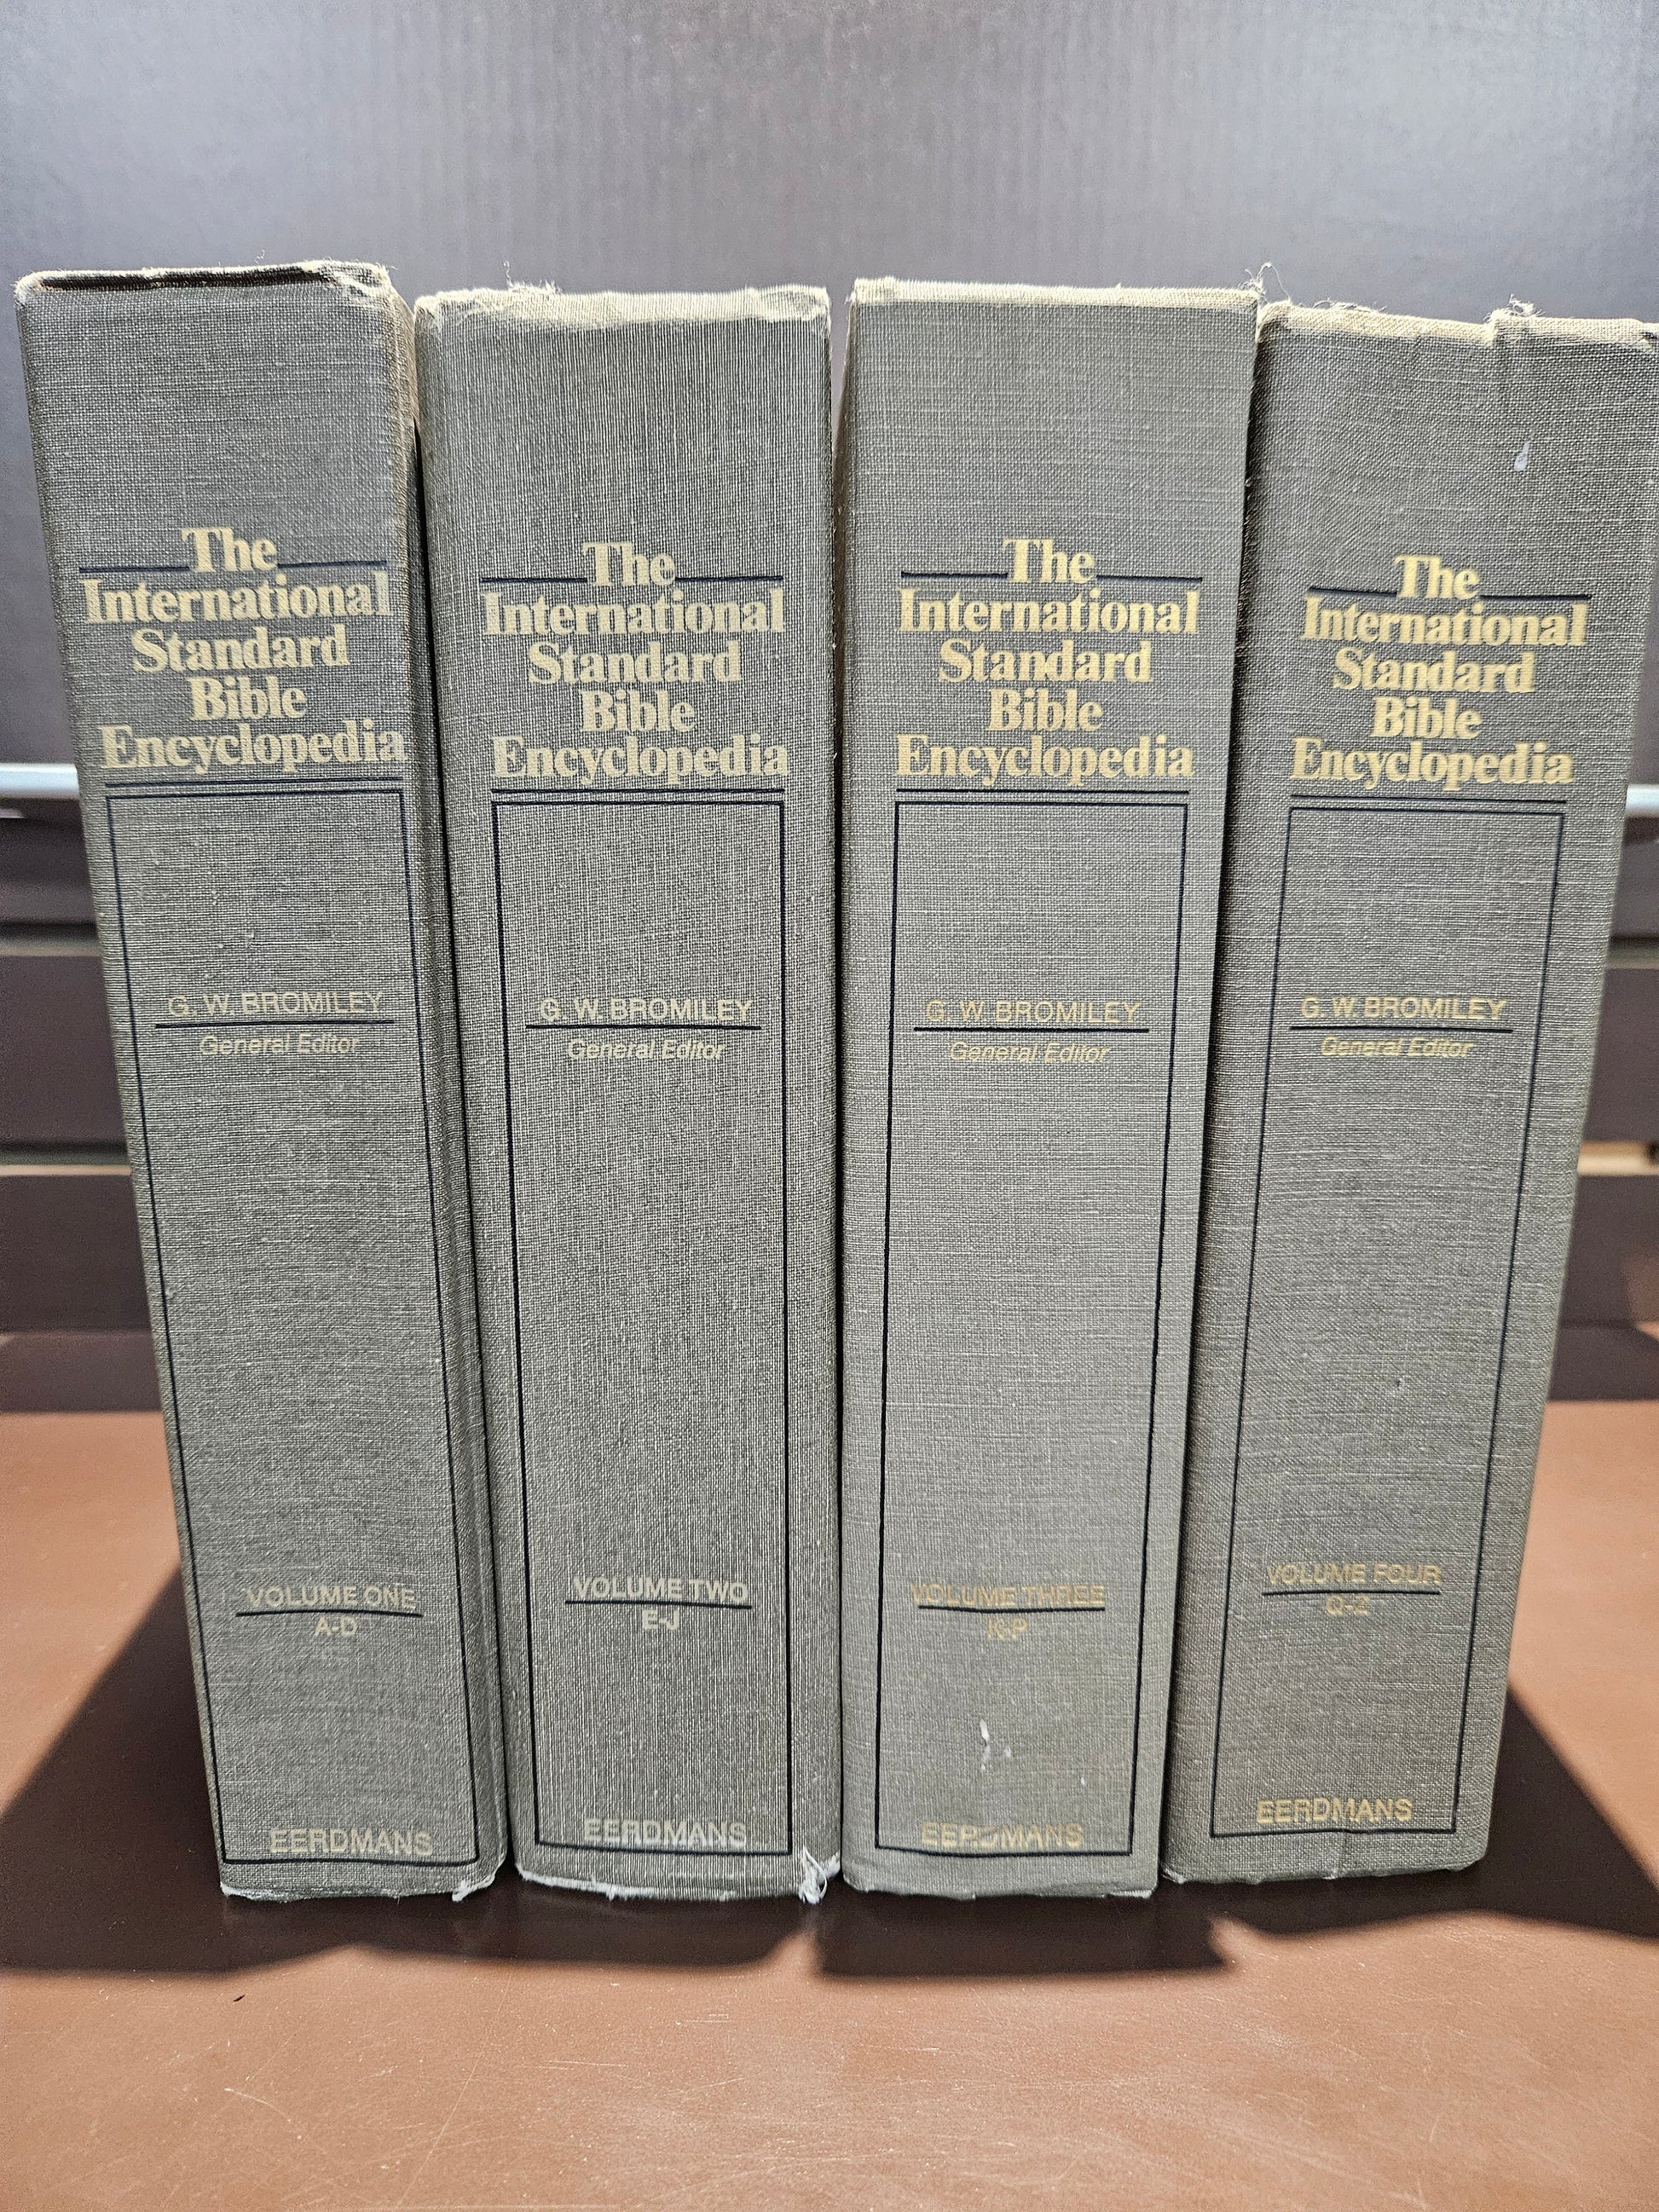 The
International
Standard
Bible
Encyclopedia
G. W. BROMILEY
General Editor
VOLUME ONE
A-D
EERDMANS
The
International
Standard
Bible
Encyclopedia
G. W. BROMILEY
General Editor
VOLUME TWO
E-J
EERDMANS
The
International
Standard
Bible
Encyclopedia
G. W. BROMILEY
General Editor
VOLUME THREE
K-P
EERDMANS
The
International
Standard
Bible
Encyclopedia
G. W. BROMILEY
General Editor
VOLUME FOUR
Q-Z
EERDMANS